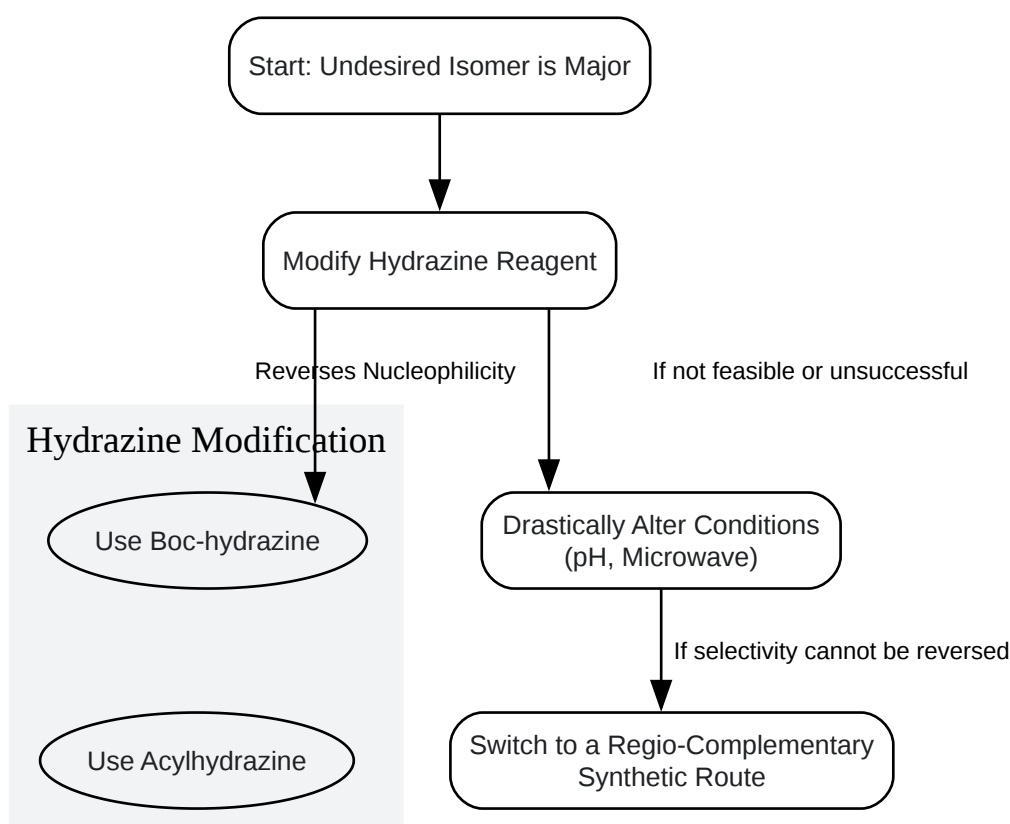 Start: Undesired Isomer is Major
Modify Hydrazine Reagent
Reverses Nucleophilicity
If not feasible or unsuccessful
Hydrazine Modification
Use Boc-hydrazine
Drastically Alter Conditions
(pH, Microwave)
If selectivity cannot be reversed
Use Acylhydrazine
Switch to a Regio-Complementary
Synthetic Route